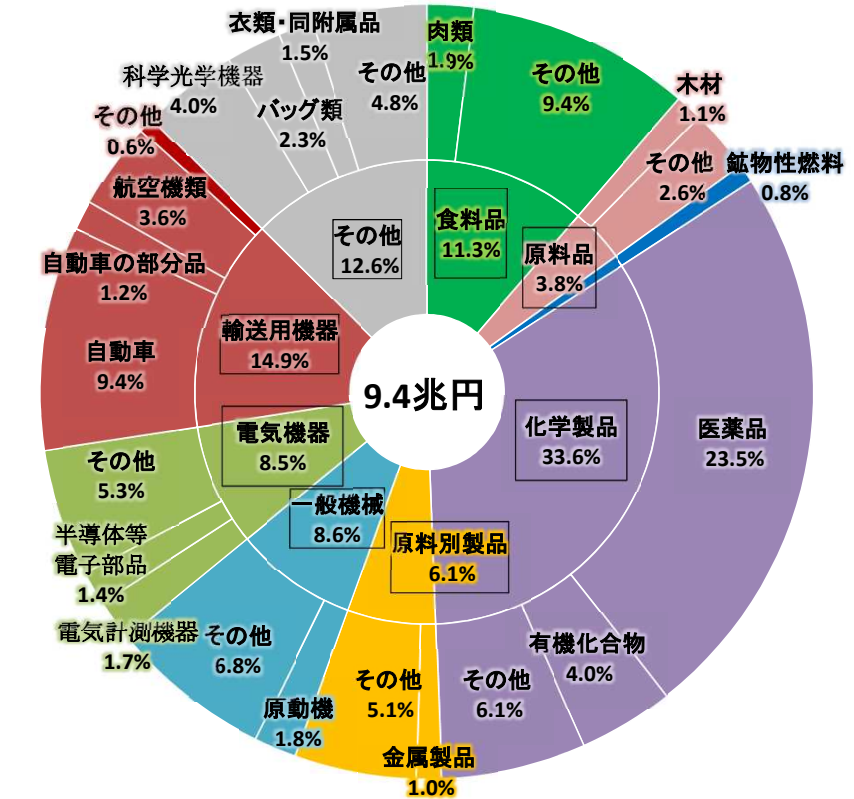 衣類・同附属品
1.5%
肉類
1.9%
その他
9.4%
木材
1.1%
科学光学機器
4.0%
その他
4.8%
バッグ類
2.3%
その他
0.6%
その他
2.6%
鉱物性燃料
0.8%
航空機類
3.6%
その他
12.6%
食料品
11.3%
原料品
3.8%
自動車の部分品
1.2%
輸送用機器
14.9%
自動車
9.4%
9.4兆円
電気機器
8.5%
化学製品
33.6%
医薬品
23.5%
その他
5.3%
一般機械
8.6%
原料別製品
6.1%
半導体等
電子部品
1.4%
電気計測機器
1.7%
その他
6.8%
有機化合物
4.0%
その他
5.1%
その他
6.1%
原動機
1.8%
金属製品
1.0%